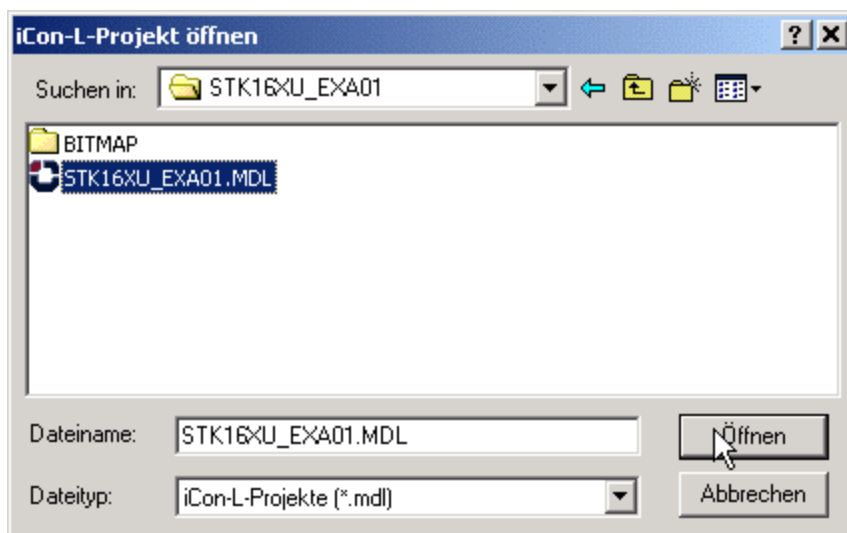 iCon-L-Projekt öffnen
Suchen in: STK16XU_EXA01
BITMAP
STK16XU_EXA01.MDL
Dateiname: STK16XU_EXA01.MDL Öffnen
Dateityp: iCon-L-Projekte (*.mdl) Abbrechen